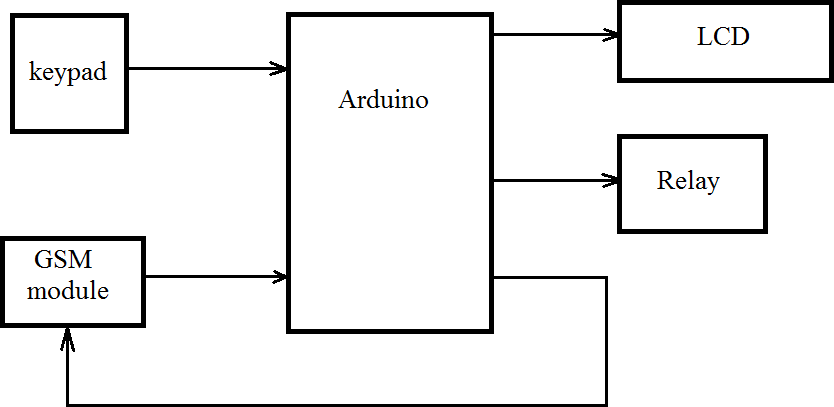 keypad
Arduino
LCD
Relay
GSM
module